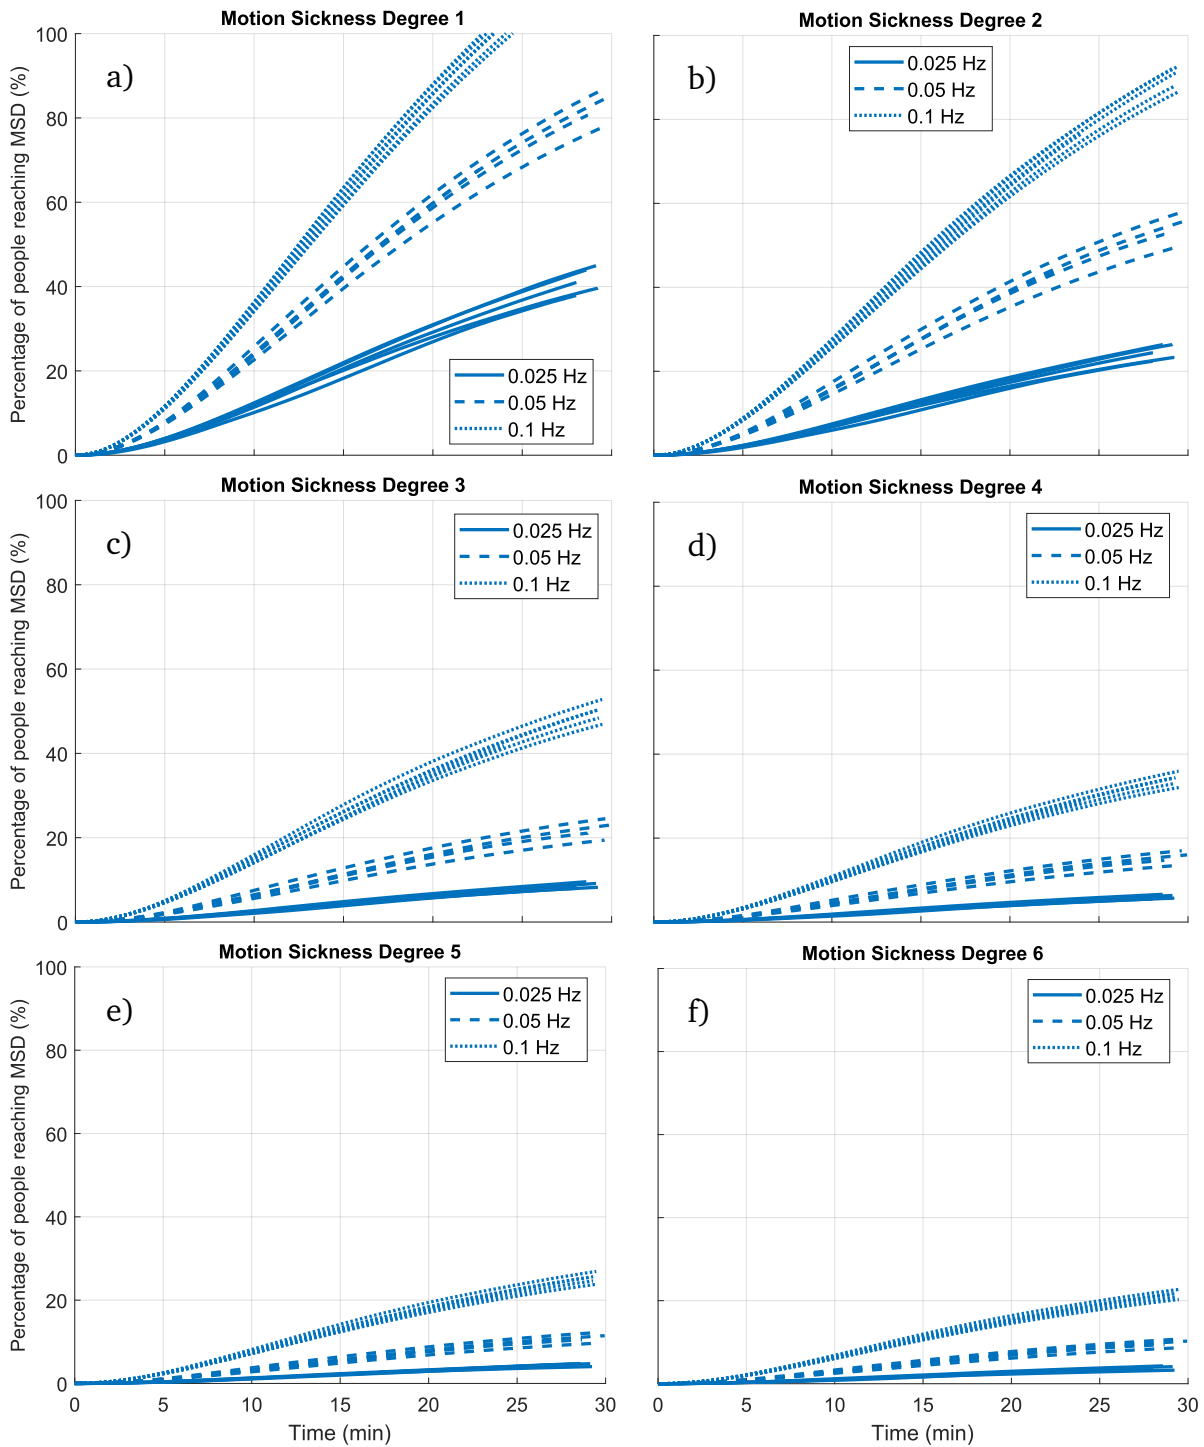 Motion Sickness Degree 1
Percentage of people reaching MSD (%)
100
80
60
40
20
0
a)
0.025 Hz
0.05 Hz
0.1 Hz
Motion Sickness Degree 2
b)
0.025 Hz
0.05 Hz
0.1 Hz
Motion Sickness Degree 3
Percentage of people reaching MSD (%)
100
80
60
40
20
0
c)
0.025 Hz
0.05 Hz
0.1 Hz
Motion Sickness Degree 4
d)
0.025 Hz
0.05 Hz
0.1 Hz
Motion Sickness Degree 5
Percentage of people reaching MSD (%)
100
80
60
40
20
0
e)
0.025 Hz
0.05 Hz
0.1 Hz
0 5 10 15 20 25 30
Time (min)
Motion Sickness Degree 6
f)
0.025 Hz
0.05 Hz
0.1 Hz
0 5 10 15 20 25 30
Time (min)